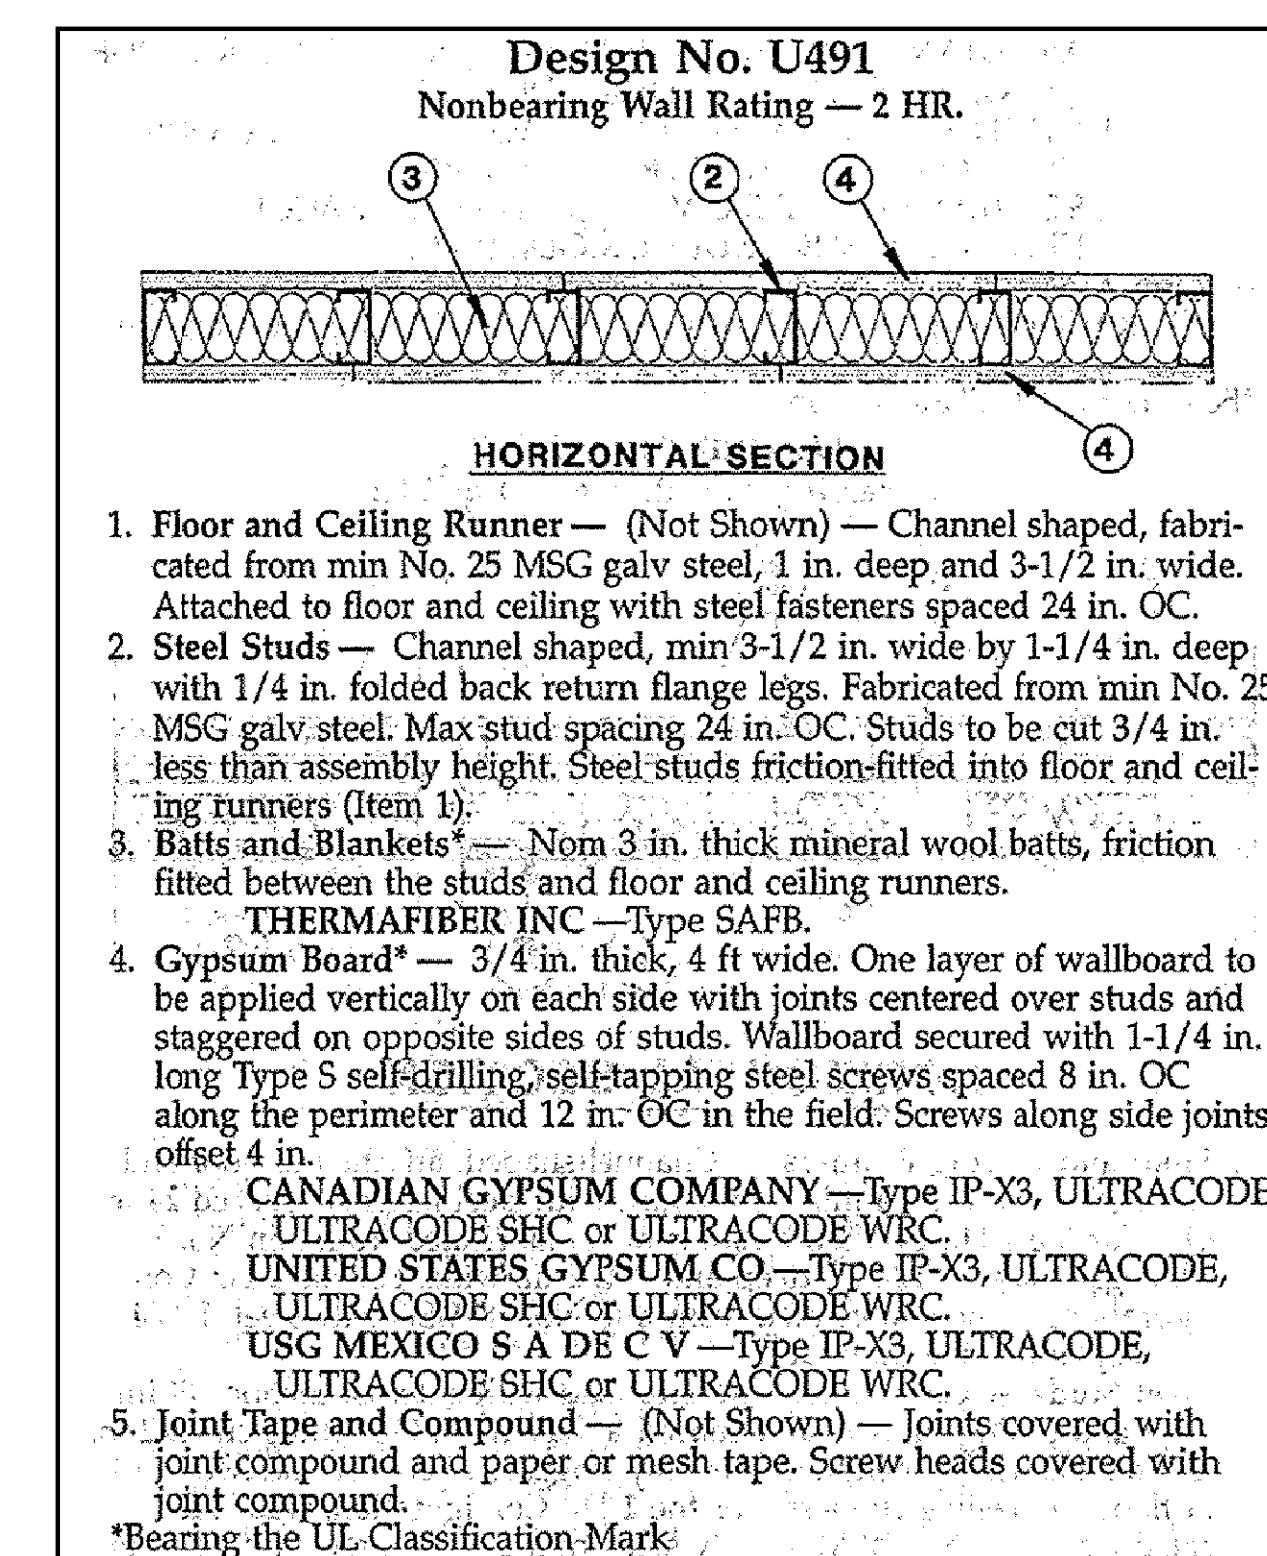 Design No. U491
Nonbearing Wall Rating — 2 HR.
3 2 4
4
HORIZONTAL SECTION
1. Floor and Ceiling Runner — (Not Shown) — Channel shaped, fabri-
cated from min No. 25 MSG galv steel, 1 in. deep and 3-1/2 in. wide.
Attached to floor and ceiling with steel fasteners spaced 24 in. OC.
2. Steel Studs — Channel shaped, min 3-1/2 in. wide by 1-1/4 in. deep
with 1/4 in. folded back return flange legs. Fabricated from min No. 25
MSG galv steel. Max stud spacing 24 in. OC. Studs to be cut 3/4 in.
less than assembly height. Steel studs friction-fitted into floor and ceil-
ing runners (Item 1).
3. Batts and Blankets* — Nom 3 in. thick mineral wool batts, friction
fitted between the studs and floor and ceiling runners.
THERMAFIBER INC —Type SAFB.
4. Gypsum Board* — 3/4 in. thick, 4 ft wide. One layer of wallboard to
be applied vertically on each side with joints centered over studs and
staggered on opposite sides of studs. Wallboard secured with 1-1/4 in.
long Type S self-drilling, self-tapping steel screws spaced 8 in. OC
along the perimeter and 12 in. OC in the field. Screws along side joints
offset 4 in.
CANADIAN GYPSUM COMPANY —Type IP-X3, ULTRACODE
ULTRACODE SHC or ULTRACODE WRC.
UNITED STATES GYPSUM CO —Type IP-X3, ULTRACODE,
ULTRACODE SHC or ULTRACODE WRC.
USG MEXICO S A DE C V —Type IP-X3, ULTRACODE,
ULTRACODE SHC or ULTRACODE WRC.
5. Joint Tape and Compound — (Not Shown) — Joints covered with
joint compound and paper or mesh tape. Screw heads covered with
joint compound.
*Bearing the UL Classification Mark